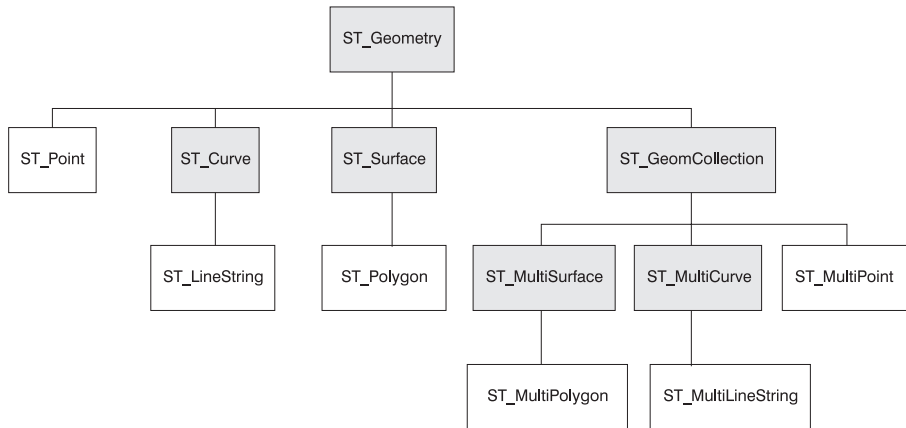 ST_Geometry
ST_Point
ST_Curve
ST_Surface
ST_GeomCollection
ST_LineString
ST_Polygon
ST_MultiSurface
ST_MultiCurve
ST_MultiPoint
ST_MultiPolygon
ST_MultiLineString